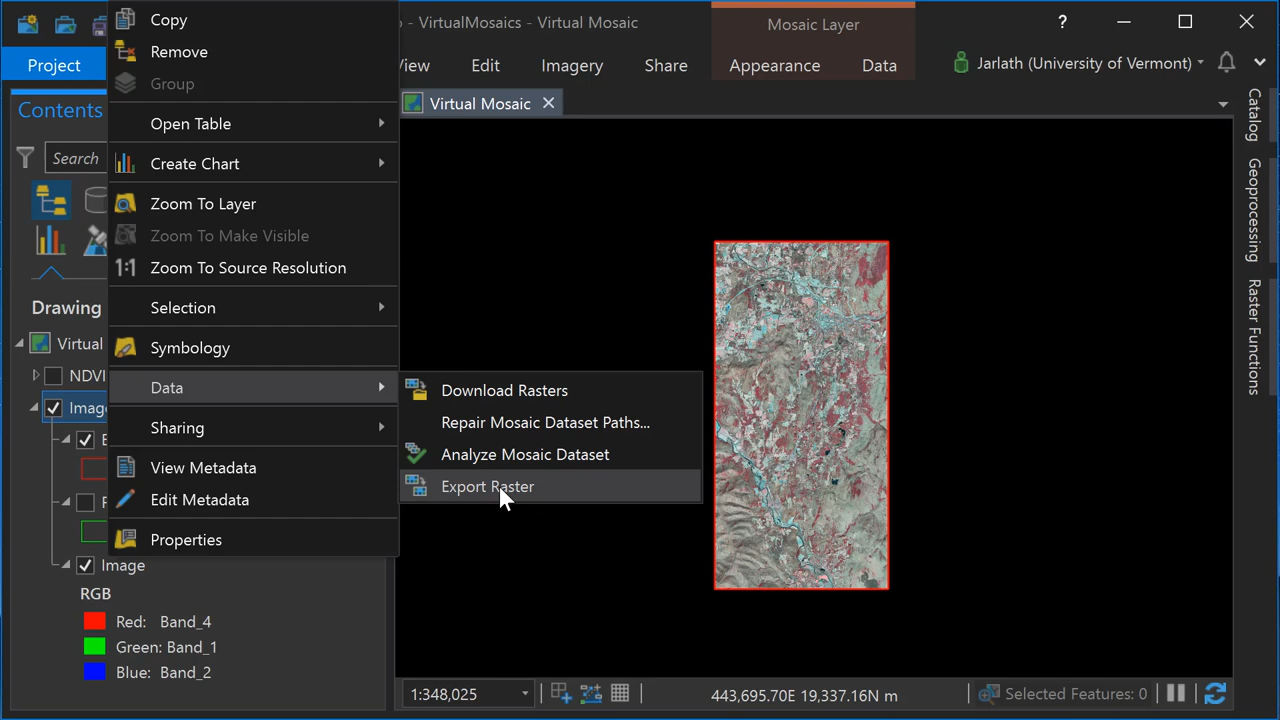 - VirtualMosaics - Virtual Mosaic
Mosaic Layer
?
Project
View
Edit
Imagery
Share
Appearance
Data
Jarlath (University of Vermont)
Contents
Search
Drawing
Virtual
NDVI
Imag
Image
RGB
Red: Band_4
Green: Band_1
Blue: Band_2
Copy
Remove
Group
Open Table
Create Chart
Zoom To Layer
Zoom To Make Visible
1:1 Zoom To Source Resolution
Selection
Symbology
Data
Sharing
View Metadata
Edit Metadata
Properties
Download Rasters
Repair Mosaic Dataset Paths...
Analyze Mosaic Dataset
Export Raster
Virtual Mosaic
Catalog
Geoprocessing
Raster Functions
1:348,025
443,695.70E 19,337.16N m
Selected Features: 0